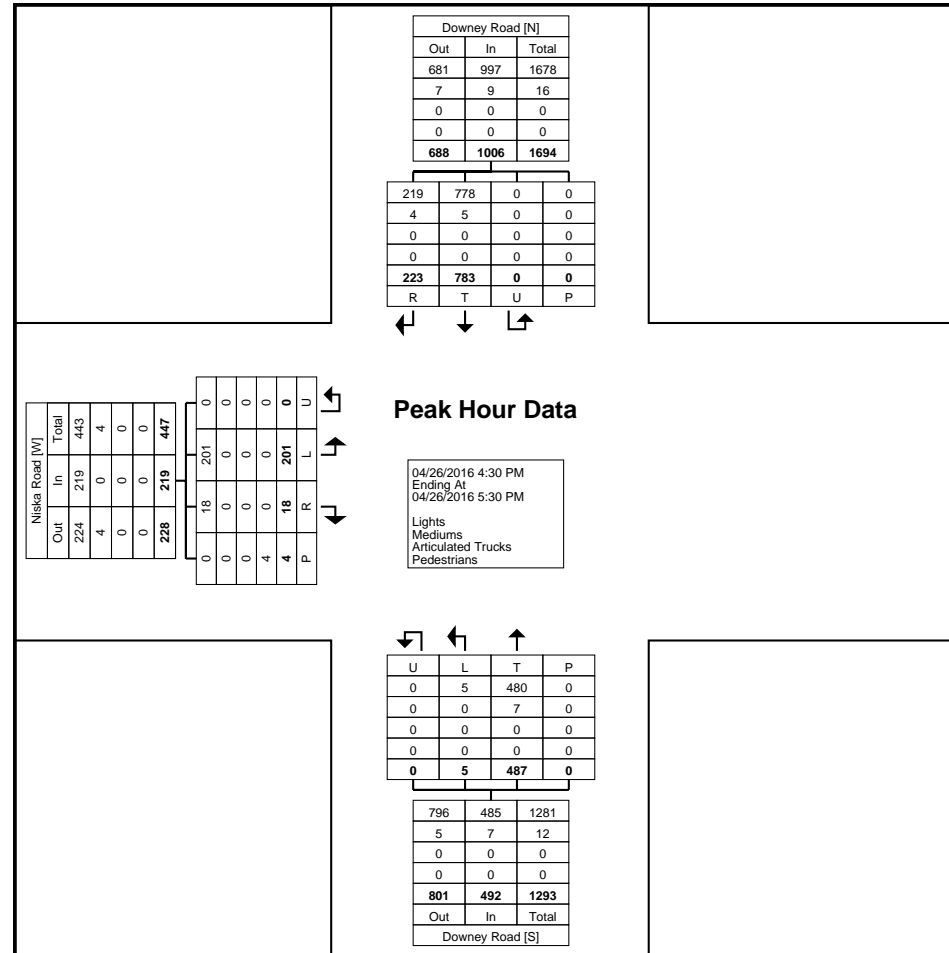 Downey Road [N]
Out In Total
681 997 1678
7 9 16
0 0 0
0 0 0
688 1006 1694
219 778 0 0
4 5 0 0
0 0 0 0
0 0 0 0
223 783 0 0
R T U P
Niska Road [W]
Out In Total
224 219 443
4 0 4
0 0 0
0 0 0
228 219 447
0 18 201 0
0 0 0 0
0 0 0 0
4 0 0 0
4 18 201 0
P R L U
Peak Hour Data
04/26/2016 4:30 PM
Ending At
04/26/2016 5:30 PM
Lights
Mediums
Articulated Trucks
Pedestrians
U L T P
0 5 480 0
0 0 7 0
0 0 0 0
0 0 0 0
0 5 487 0
796 485 1281
5 7 12
0 0 0
0 0 0
801 492 1293
Out In Total
Downey Road [S]